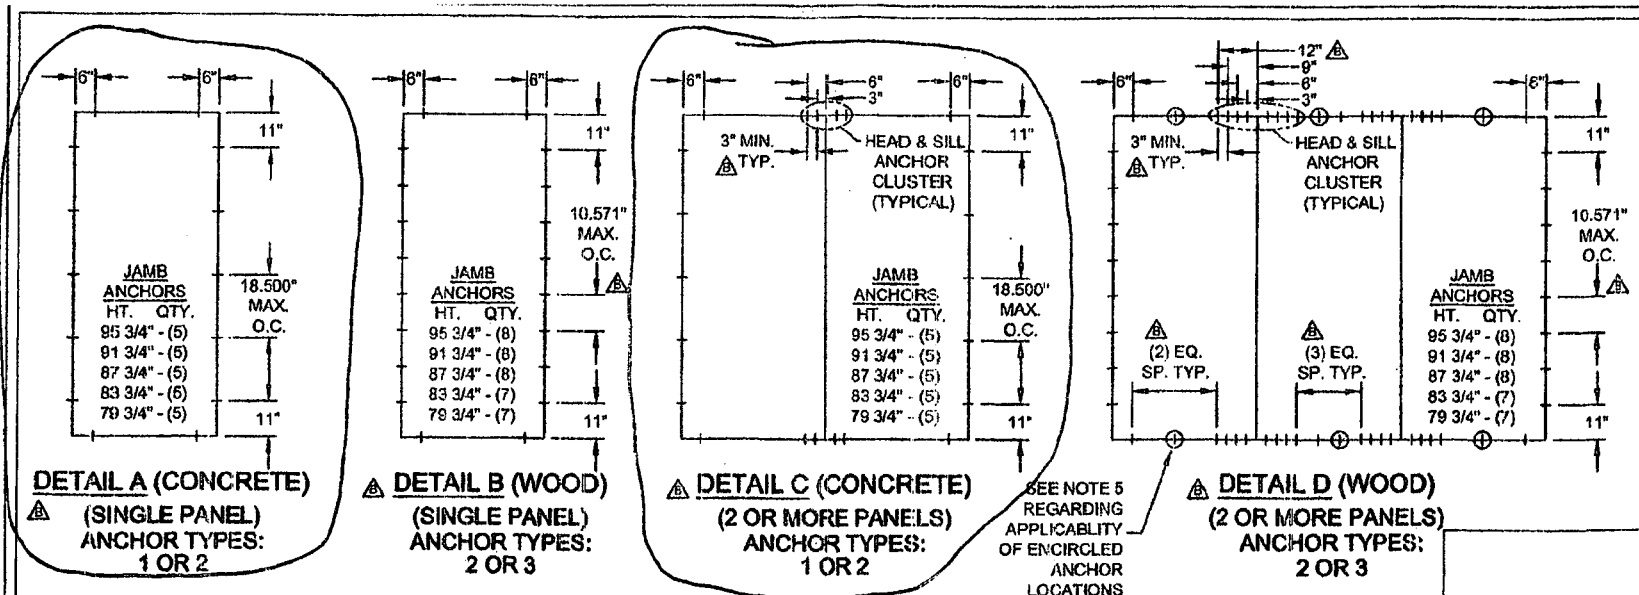 6" 6"
11"
JAMB
ANCHORS
HT. QTY.
95 3/4" - (5)
91 3/4" - (5)
87 3/4" - (5)
83 3/4" - (5)
79 3/4" - (5)
18.500"
MAX.
O.C.
11"
DETAIL A (CONCRETE)
B
(SINGLE PANEL)
ANCHOR TYPES:
1 OR 2
6" 6"
11"
10.571"
MAX.
O.C.
B
JAMB
ANCHORS
HT. QTY.
95 3/4" - (8)
91 3/4" - (8)
87 3/4" - (8)
83 3/4" - (7)
79 3/4" - (7)
11"
B DETAIL B (WOOD)
(SINGLE PANEL)
ANCHOR TYPES:
2 OR 3
6" 6" 6"
3"
11"
3" MIN.
B TYP.
HEAD & SILL
ANCHOR
CLUSTER
(TYPICAL)
JAMB
ANCHORS
HT. QTY.
95 3/4" - (5)
91 3/4" - (5)
87 3/4" - (5)
83 3/4" - (5)
79 3/4" - (5)
18.500"
MAX.
O.C.
11"
B DETAIL C (CONCRETE)
(2 OR MORE PANELS)
ANCHOR TYPES:
1 OR 2
12" B
9"
6" 6" 6"
3"
11"
3" MIN.
B TYP.
HEAD & SILL
ANCHOR
CLUSTER
(TYPICAL)
10.571"
MAX.
O.C.
B
JAMB
ANCHORS
HT. QTY.
95 3/4" - (8)
91 3/4" - (8)
87 3/4" - (8)
83 3/4" - (7)
79 3/4" - (7)
B
(2) EQ.
SP. TYP.
B
(3) EQ.
SP. TYP.
11"
SEE NOTE 5
REGARDING
APPLICABLITY
OF ENCIRCLED
ANCHOR
LOCATIONS
B DETAIL D (WOOD)
(2 OR MORE PANELS)
ANCHOR TYPES:
2 OR 3